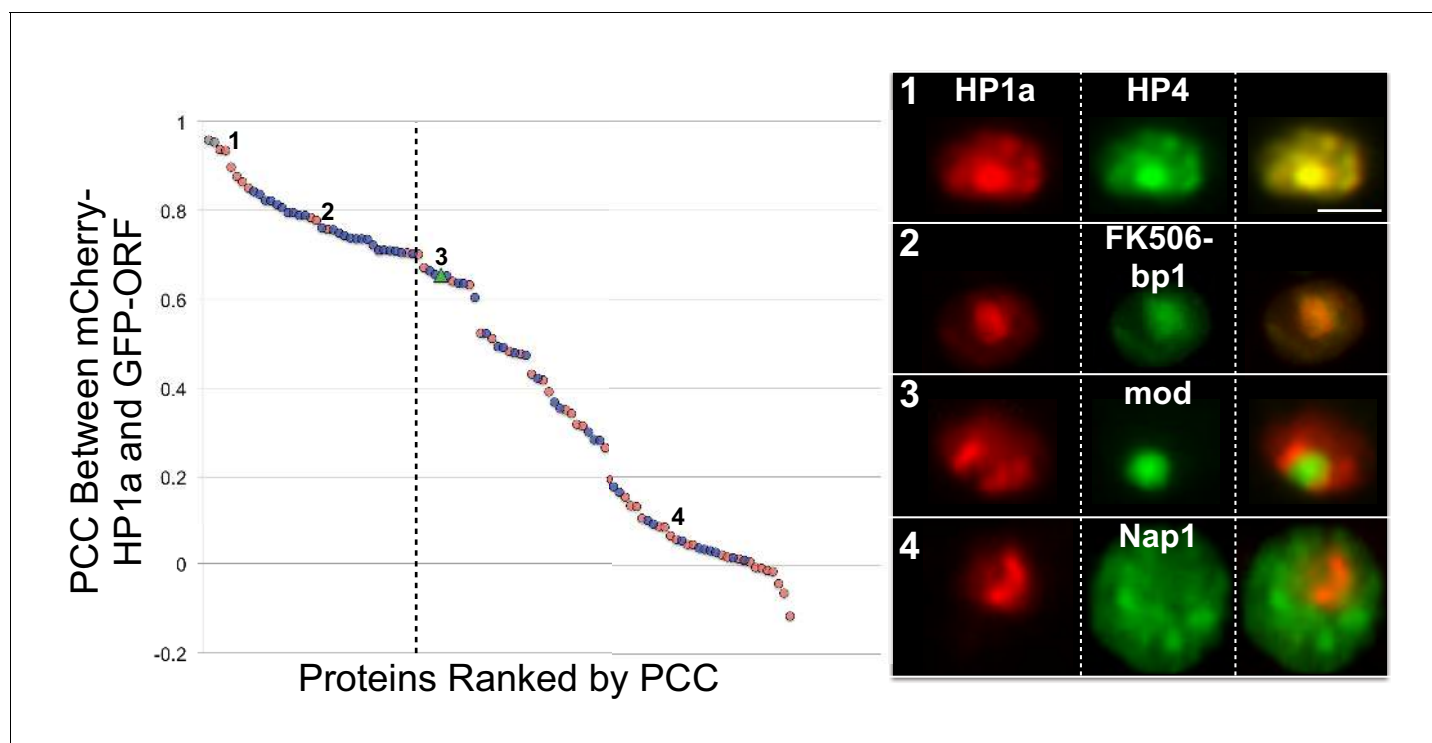 PCC Between mCherry-
HP1a and GFP-ORF
1
0.8
0.6
0.4
0.2
0
-0.2
1
2
3
4
Proteins Ranked by PCC
1 HP1a HP4
2 FK506-
bp1
3 mod
4 Nap1